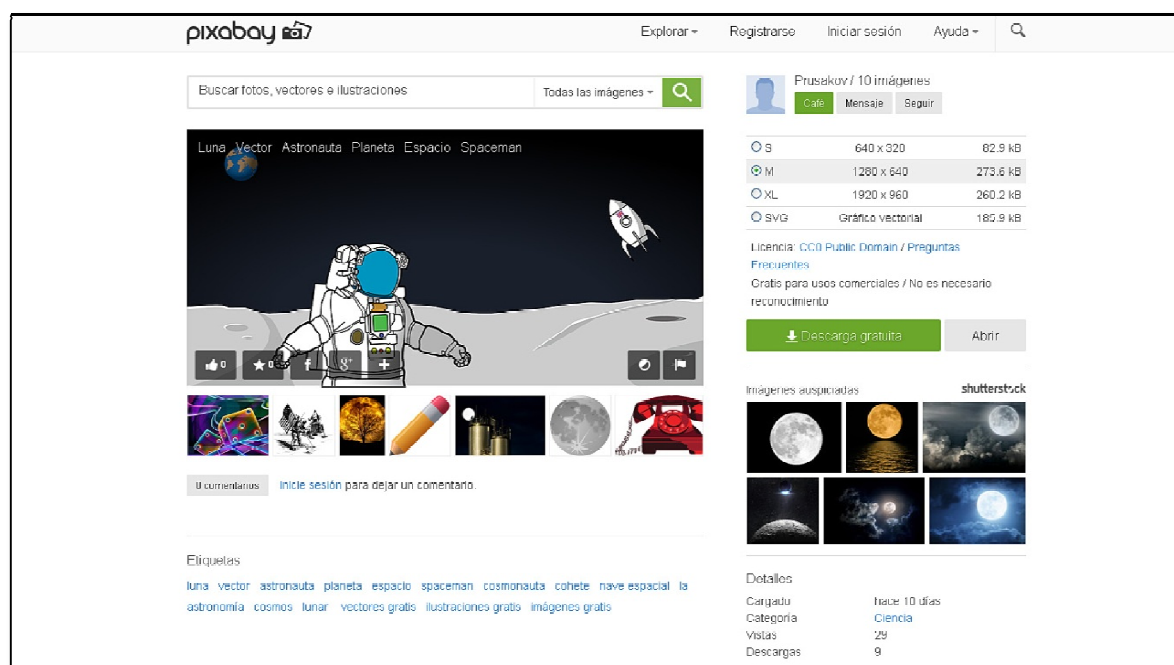 pixabay
Explorar Registrarse Iniciar sesión Ayuda
Buscar fotos, vectores e ilustraciones Todas las imágenes
Luna Vector Astronauta Planeta Espacio Spaceman
0 0 f g+ +
0 comentarios Inicie sesión para dejar un comentario.
Etiquetas
luna vector astronauta planeta espacio spaceman cosmonauta cohete nave espacial la
astronomía cosmos lunar vectores gratis ilustraciones gratis imágenes gratis
Prusakov / 10 imágenes
Café Mensaje Seguir
S 640 x 320 82.9 kB
M 1280 x 640 273.6 kB
XL 1920 x 960 260.2 kB
SVG Gráfico vectorial 185.9 kB
Licencia: CC0 Public Domain / Preguntas
Frecuentes
Gratis para usos comerciales / No es necesario
reconocimiento
Descarga gratuita Abrir
Imágenes auspiciadas shutterstock
Detalles
Cargado hace 10 días
Categoría Ciencia
Vistas 29
Descargas 9